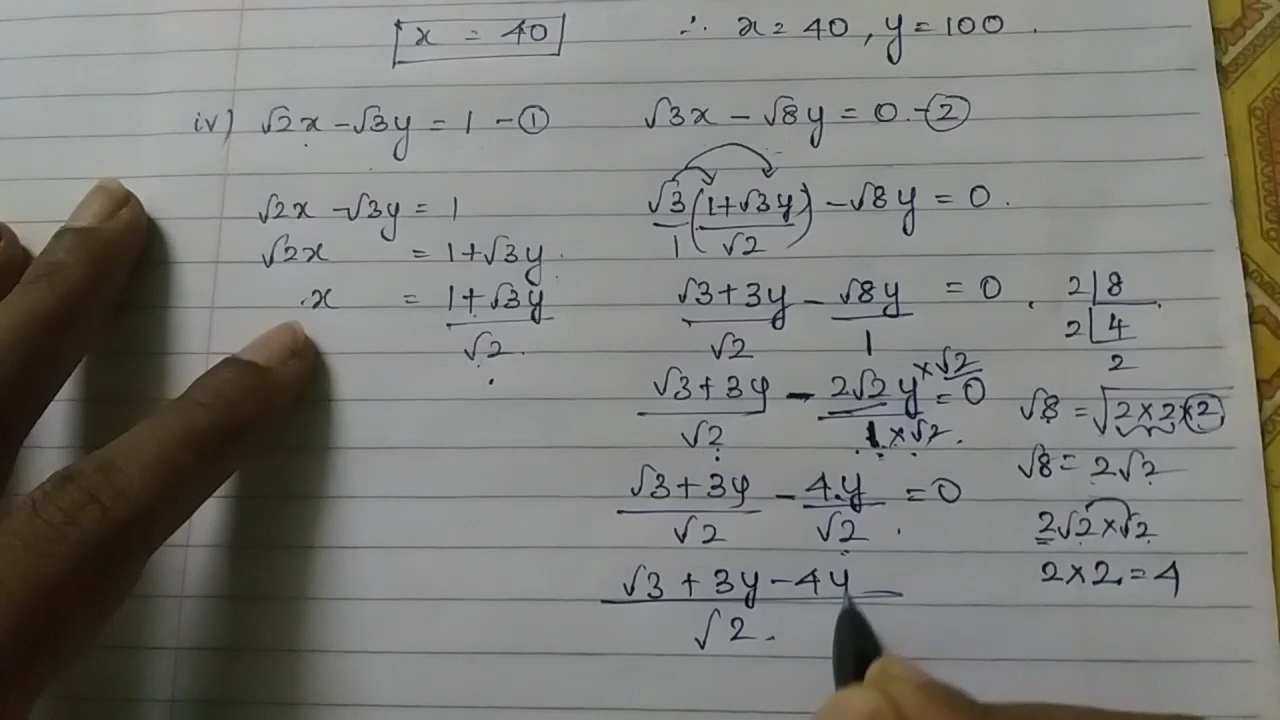 x = 40 ∴ x = 40, y = 100.
iv) √2x - √3y = 1 - ① √3x - √8y = 0 - ②
√2x - √3y = 1
√2x = 1 + √3y
x = (1 + √3y)/√2
√3/1 ((1 + √3y)/√2) - √8y = 0.
(√3 + 3y)/√2 - √8y/1 = 0.
(√3 + 3y)/√2 - (2√2y × √2)/(1 × √2) = 0
(√3 + 3y)/√2 - 4y/√2 = 0
(√3 + 3y - 4y)/√2.
2 | 8
2 | 4
2
√8 = √(2 × 2 × 2)
√8 = 2√2
2√2 × √2
2 × 2 = 4